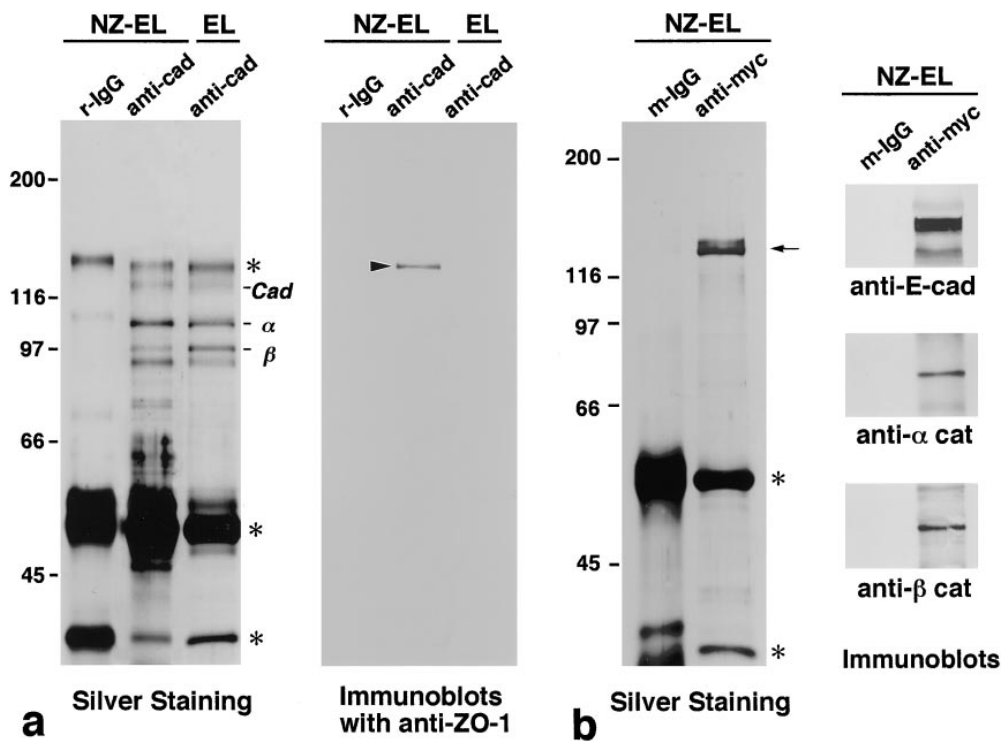 NZ-EL EL
r-IgG anti-cad anti-cad
200
116
97
66
45
*
Cad
α
β
*
*
Silver Staining
a
NZ-EL EL
r-IgG anti-cad anti-cad
Immunoblots
with anti-ZO-1
NZ-EL
m-IgG anti-myc
200
116
97
66
45
*
*
Silver Staining
b
NZ-EL
m-IgG anti-myc
anti-E-cad
anti-α cat
anti-β cat
Immunoblots